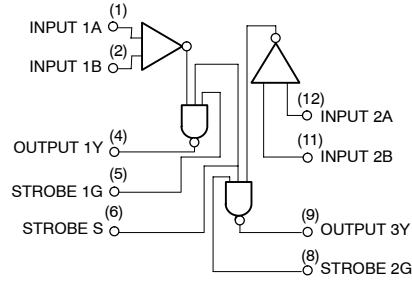 (1)
INPUT 1A
(2)
INPUT 1B
(12)
INPUT 2A
(11)
INPUT 2B
(4)
OUTPUT 1Y
(5)
STROBE 1G
(6)
STROBE S
(9)
OUTPUT 3Y
(8)
STROBE 2G